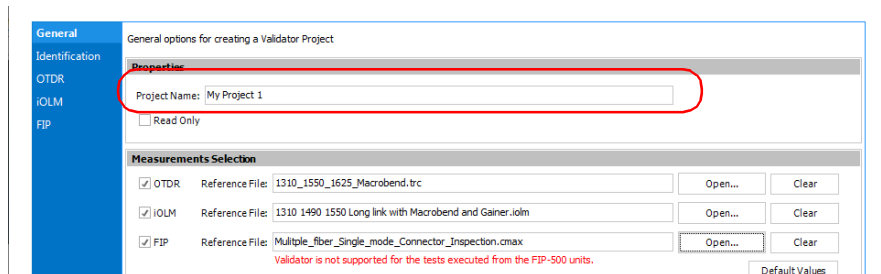 General
Identification
OTDR
iOLM
FIP
General options for creating a Validator Project
Properties
Project Name: My Project 1
Read Only
Measurements Selection
OTDR Reference File: 1310_1550_1625_Macrobend.trc Open... Clear
iOLM Reference File: 1310 1490 1550 Long link with Macrobend and Gainer.iolm Open... Clear
FIP Reference File: Mulitple_fiber_Single_mode_Connector_Inspection.cmax Open... Clear
Validator is not supported for the tests executed from the FIP-500 units.
Default Values